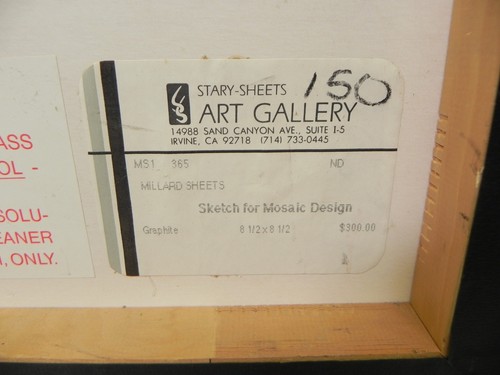 STARY-SHEETS
150
ART GALLERY
14988 SAND CANYON AVE., SUITE I-5
IRVINE, CA 92718 (714) 733-0445
MS1 365 ND
MILLARD SHEETS
Sketch for Mosaic Design
Graphite 8 1/2 x 8 1/2 $300.00
ASS
OL -
SOLU-
EANER
, ONLY.